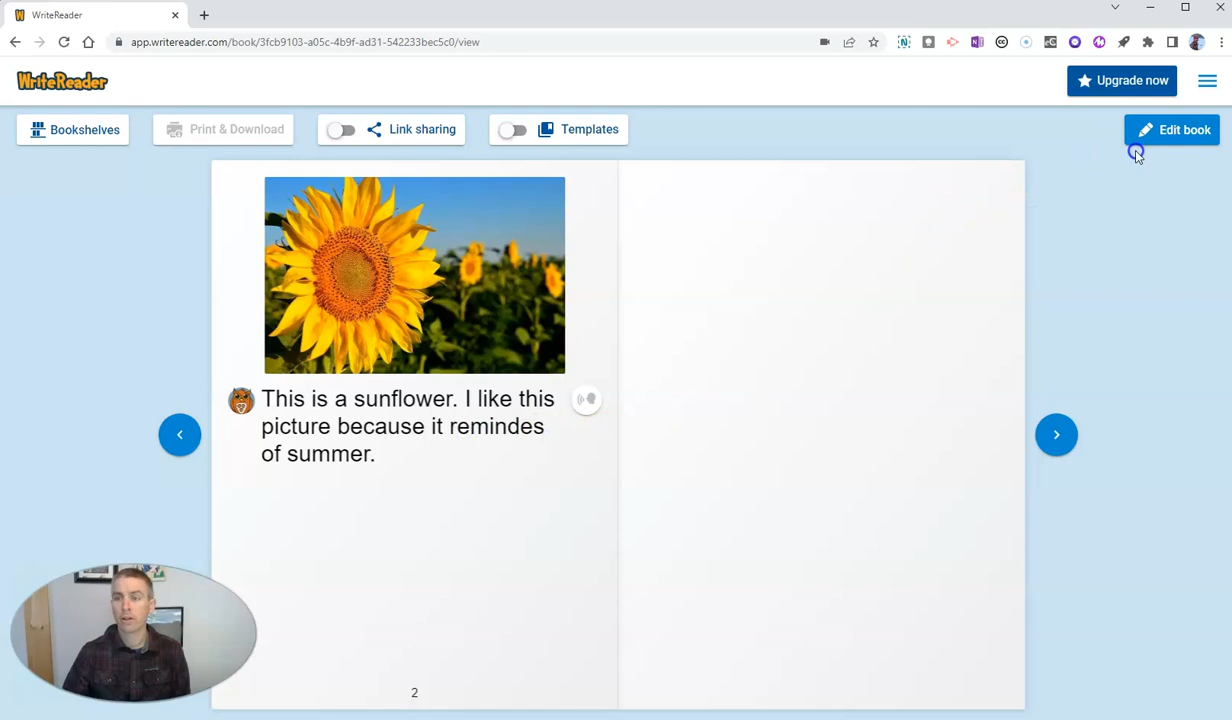 WriteReader
app.writereader.com/book/3fcb9103-a05c-4b9f-ad31-542233bec5c0/view
WriteReader
Upgrade now
Bookshelves
Print & Download
Link sharing
Templates
Edit book
This is a sunflower. I like this
picture because it remindes
of summer.
2